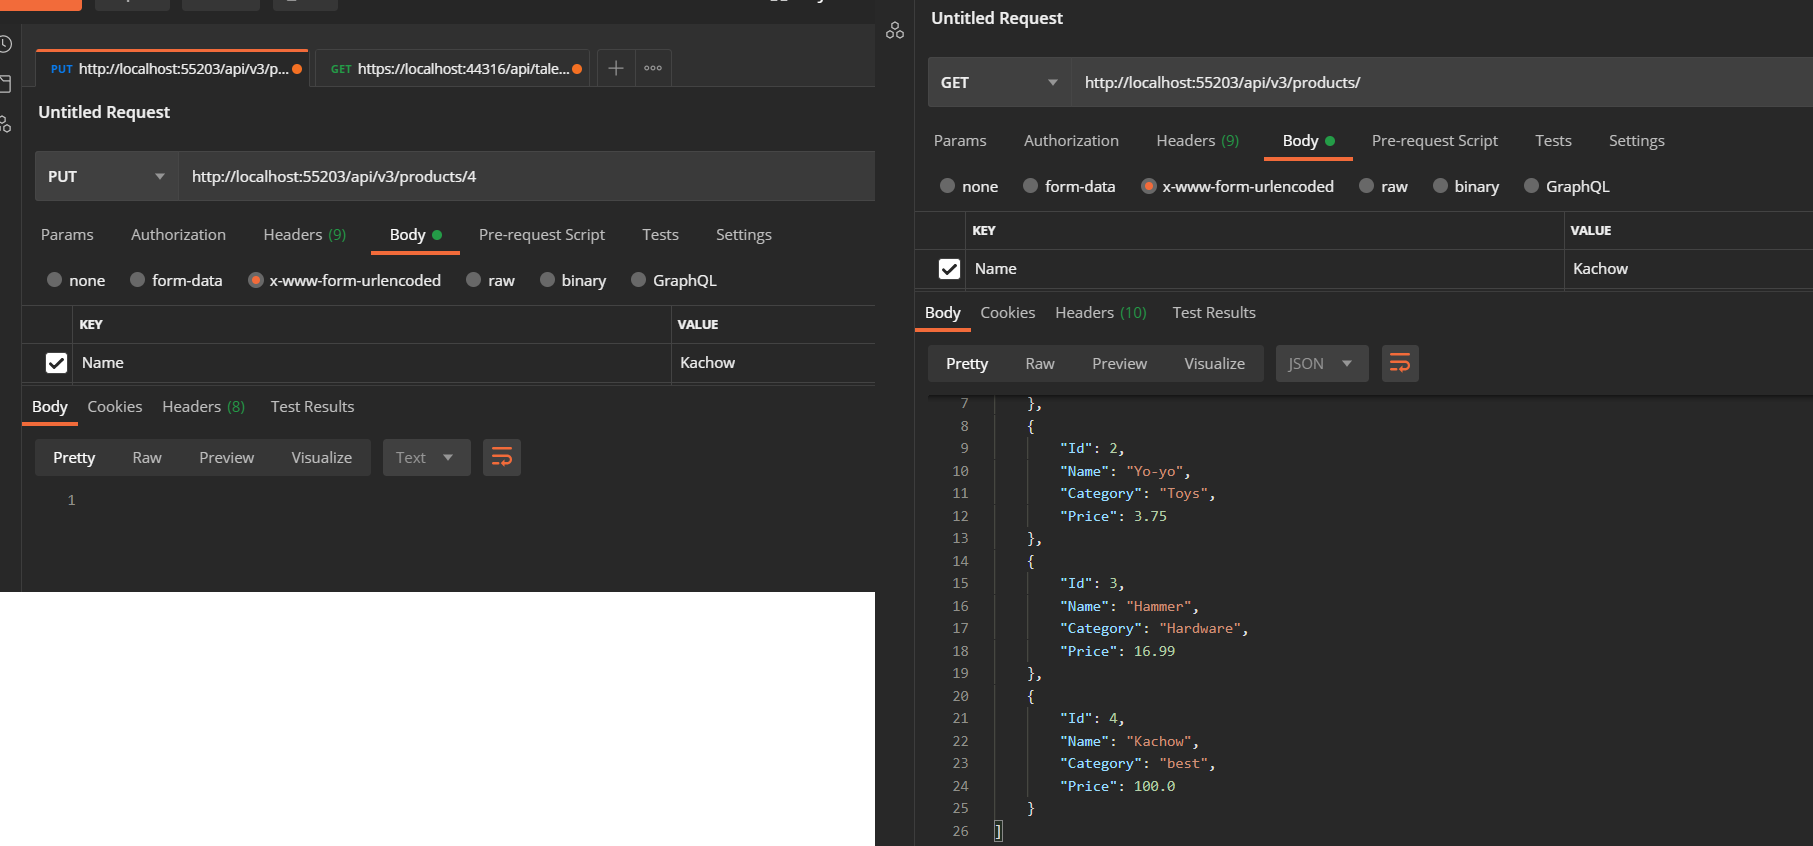 PUT http://localhost:55203/api/v3/p...
GET https://localhost:44316/api/tale...
Untitled Request
PUT http://localhost:55203/api/v3/products/4
Params Authorization Headers (9) Body Pre-request Script Tests Settings
none form-data x-www-form-urlencoded raw binary GraphQL
KEY VALUE
Name Kachow
Body Cookies Headers (8) Test Results
Pretty Raw Preview Visualize Text
1
Untitled Request
GET http://localhost:55203/api/v3/products/
Params Authorization Headers (9) Body Pre-request Script Tests Settings
none form-data x-www-form-urlencoded raw binary GraphQL
KEY VALUE
Name Kachow
Body Cookies Headers (10) Test Results
Pretty Raw Preview Visualize JSON
7 },
8 {
9 "Id": 2,
10 "Name": "Yo-yo",
11 "Category": "Toys",
12 "Price": 3.75
13 },
14 {
15 "Id": 3,
16 "Name": "Hammer",
17 "Category": "Hardware",
18 "Price": 16.99
19 },
20 {
21 "Id": 4,
22 "Name": "Kachow",
23 "Category": "best",
24 "Price": 100.0
25 }
26 ]